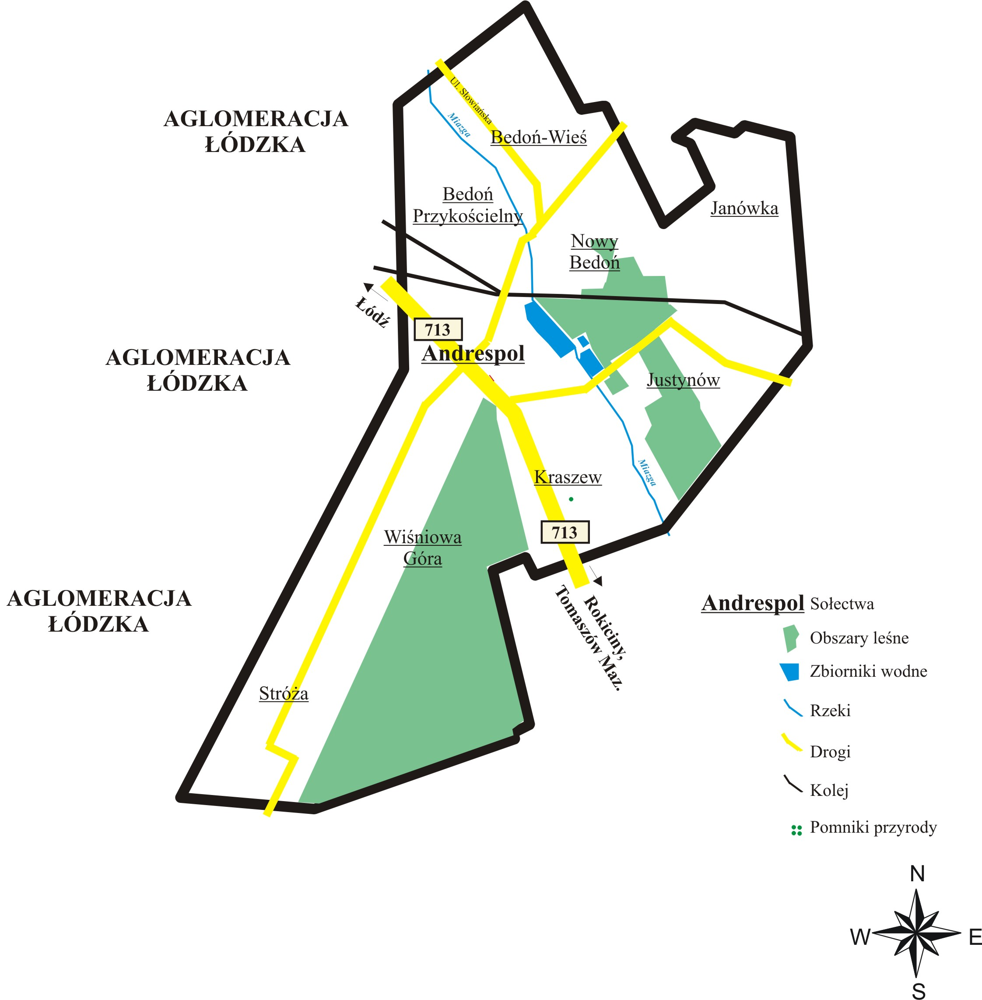 Ul. Słowiańska
AGLOMERACJA
ŁÓDZKA
Miązga
Bedoń-Wieś
Bedoń
Przykościelny
Janówka
Nowy
Bedoń
Łódź
713
Andrespol
AGLOMERACJA
ŁÓDZKA
Justynów
Kraszew
Miązga
Wiśniowa
Góra
713
AGLOMERACJA
ŁÓDZKA
Rokiciny,
Tomaszów Maz.
Stróża
Andrespol Sołectwa
Obszary leśne
Zbiorniki wodne
Rzeki
Drogi
Kolej
Pomniki przyrody
N
W E
S